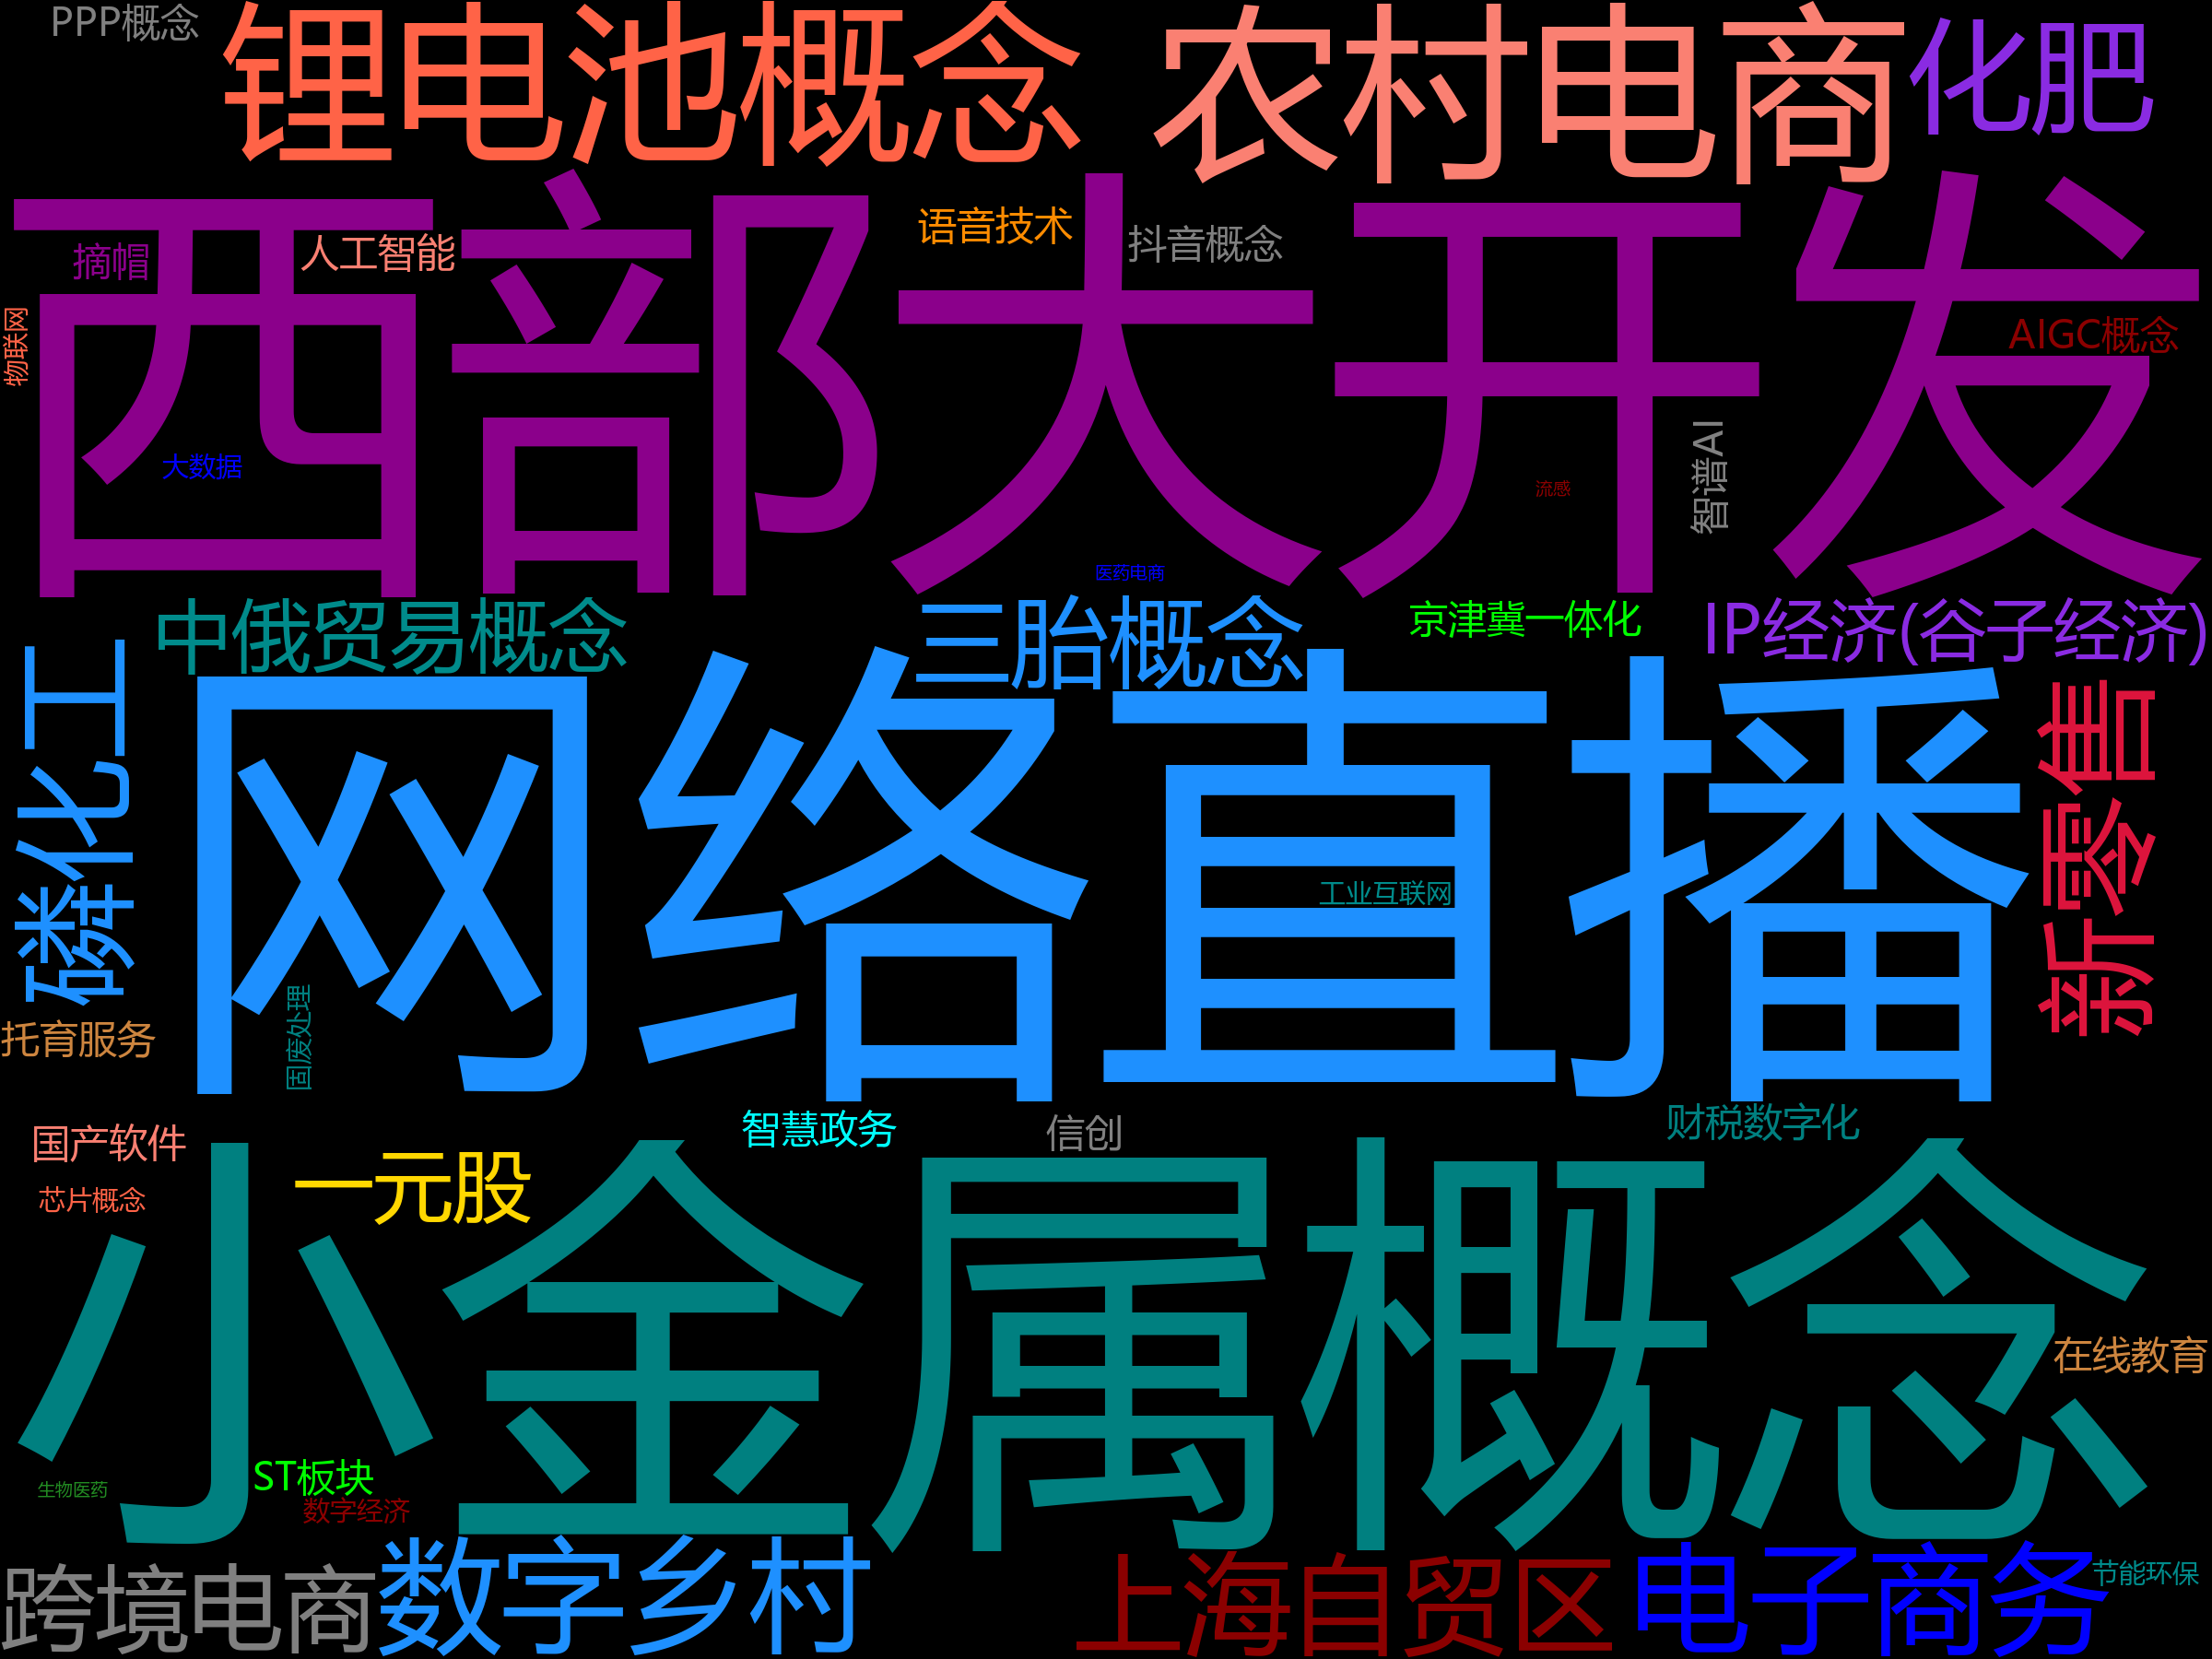 PPP概念
锂电池概念
农村电商
化肥
西部大开发
摘帽
人工智能
语音技术
抖音概念
物联网
AIGC概念
大数据
流感
智谱AI
医药电商
中俄贸易概念
三胎概念
京津冀一体化
IP经济(谷子经济)
网络直播
磷化工
新零售
工业互联网
固废处理
托育服务
国产软件
智慧政务
信创
财税数字化
芯片概念
一元股
小金属概念
在线教育
ST板块
生物医药
数字经济
跨境电商
数字乡村
上海自贸区
电子商务
节能环保